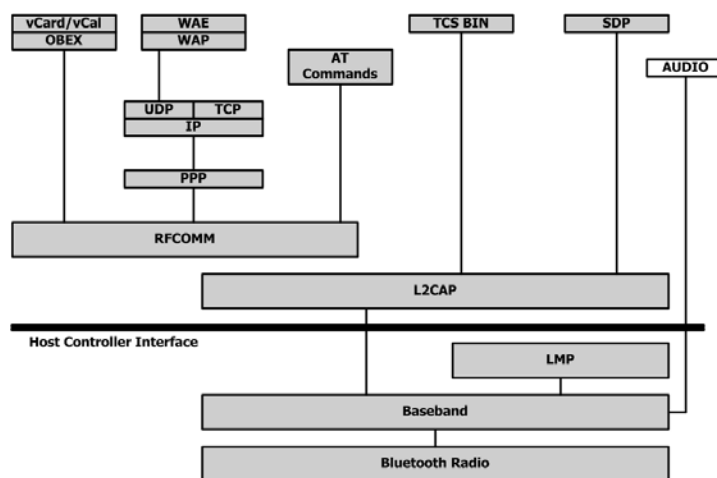 vCard/vCal
OBEX
WAE
WAP
TCS BIN
SDP
AT
Commands
AUDIO
UDP
TCP
IP
PPP
RFCOMM
L2CAP
Host Controller Interface
LMP
Baseband
Bluetooth Radio